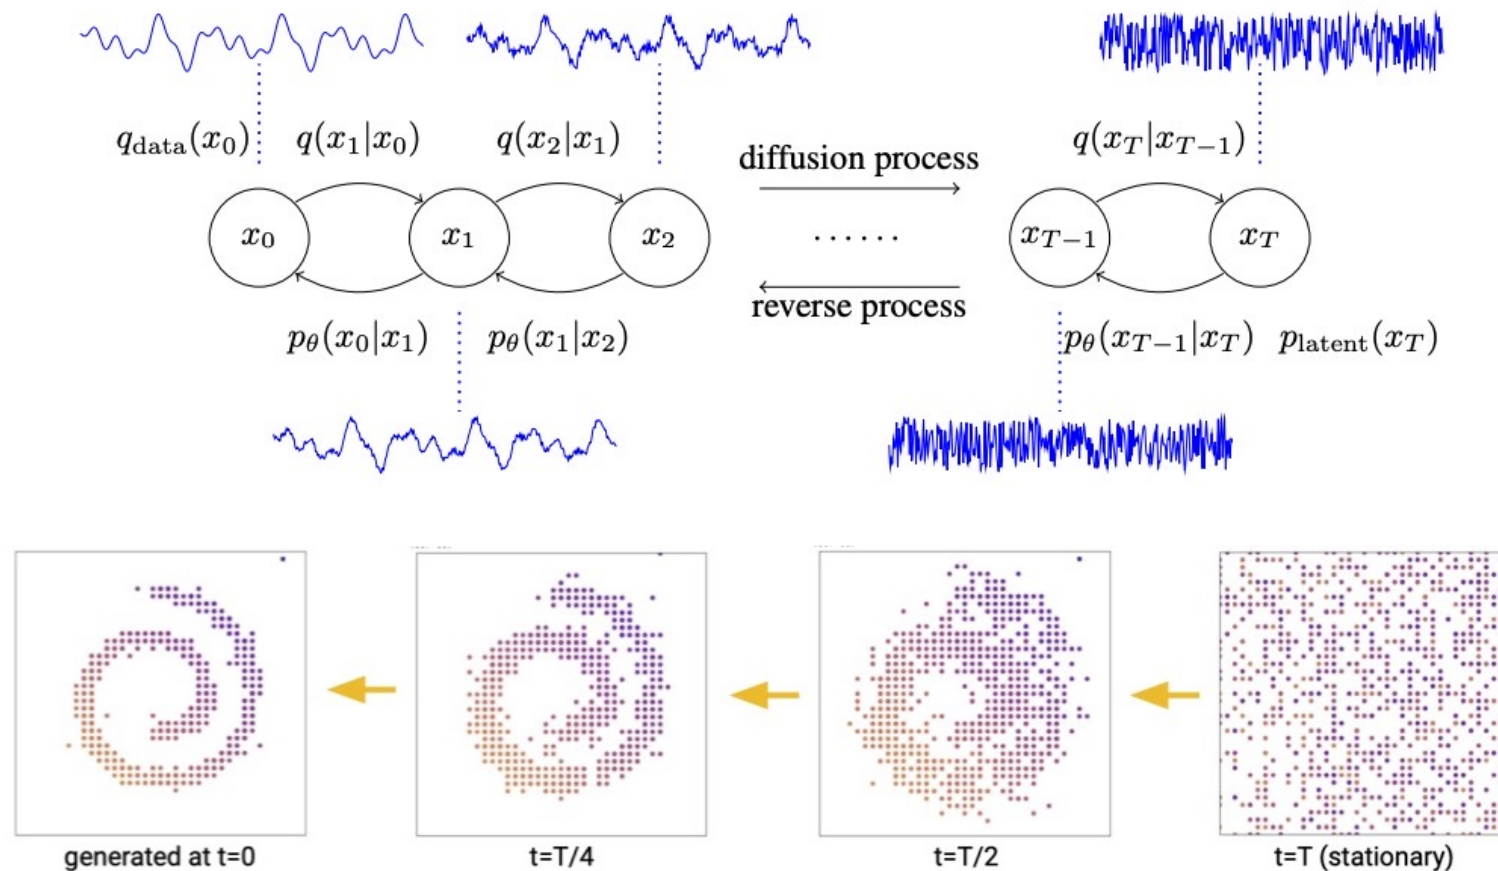 q_data(x_0) q(x_1|x_0) q(x_2|x_1) q(x_T|x_{T−1})
diffusion process
x_0 x_1 x_2 ...... x_{T−1} x_T
reverse process
p_θ(x_0|x_1) p_θ(x_1|x_2) p_θ(x_{T−1}|x_T) p_latent(x_T)
generated at t=0 t=T/4 t=T/2 t=T (stationary)